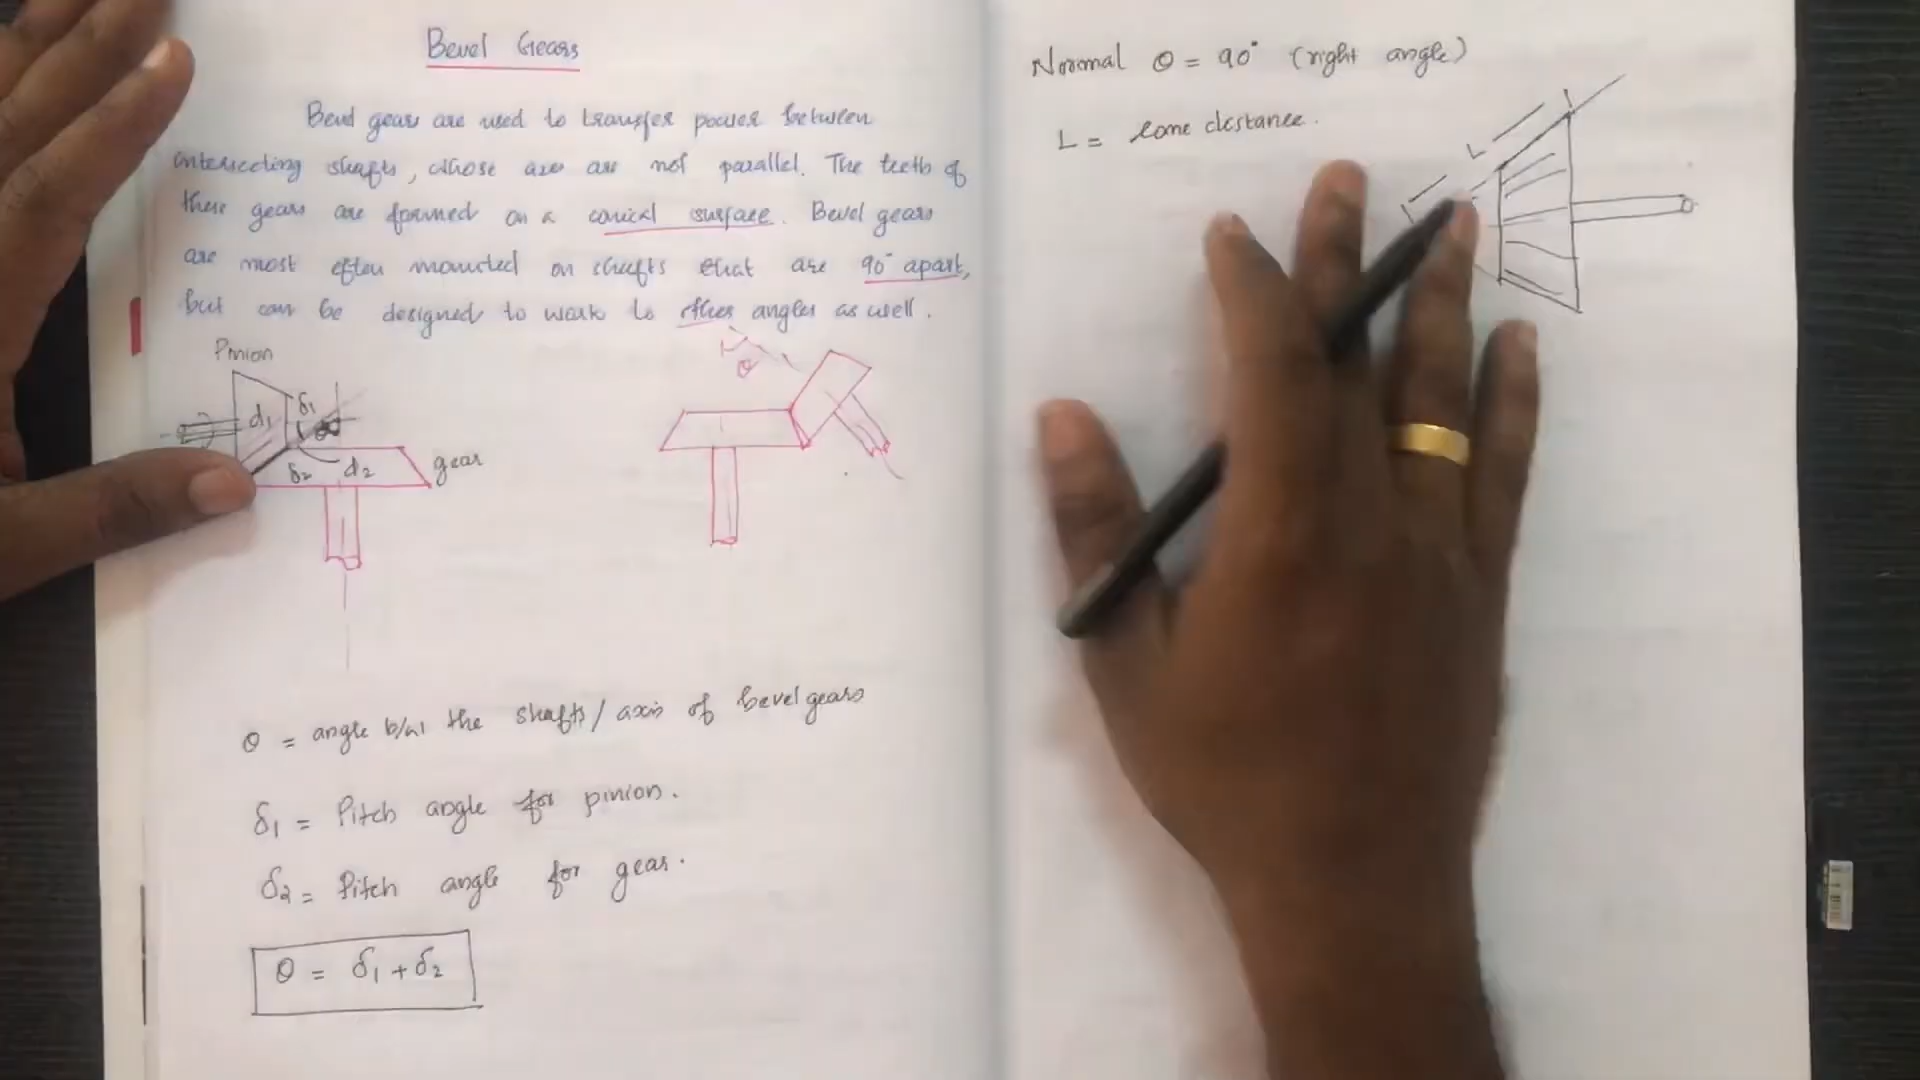 Bevel Gears
Bevel gears are used to transfer power between
intersecting shafts, whose axes are not parallel. The teeth of
these gears are formed on a conical surface. Bevel gears
are most often mounted on shafts that are 90° apart,
but can be designed to work to other angles as well.
Pinion
d1
δ1
θ
δ2
d2
gear
θ
θ = angle b/w the shafts/axis of bevel gears
δ1 = Pitch angle for pinion.
δ2 = Pitch angle for gear.
θ = δ1 + δ2
Normal θ = 90° (right angle)
L = cone distance.
L